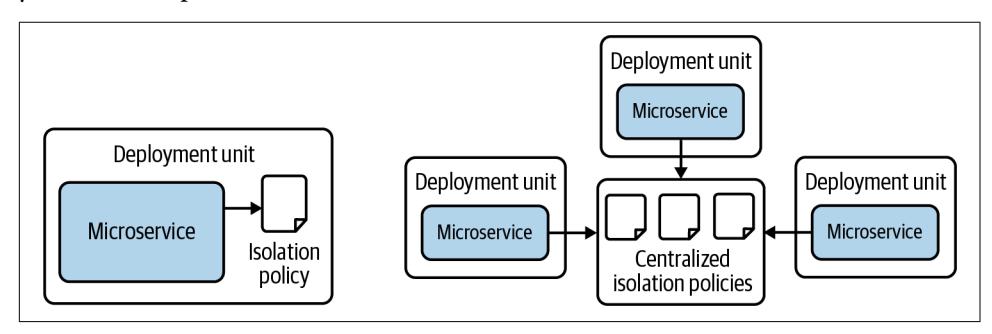 Deployment unit
Microservice
Isolation
policy
Deployment unit
Microservice
Deployment unit
Microservice
Centralized
isolation policies
Deployment unit
Microservice